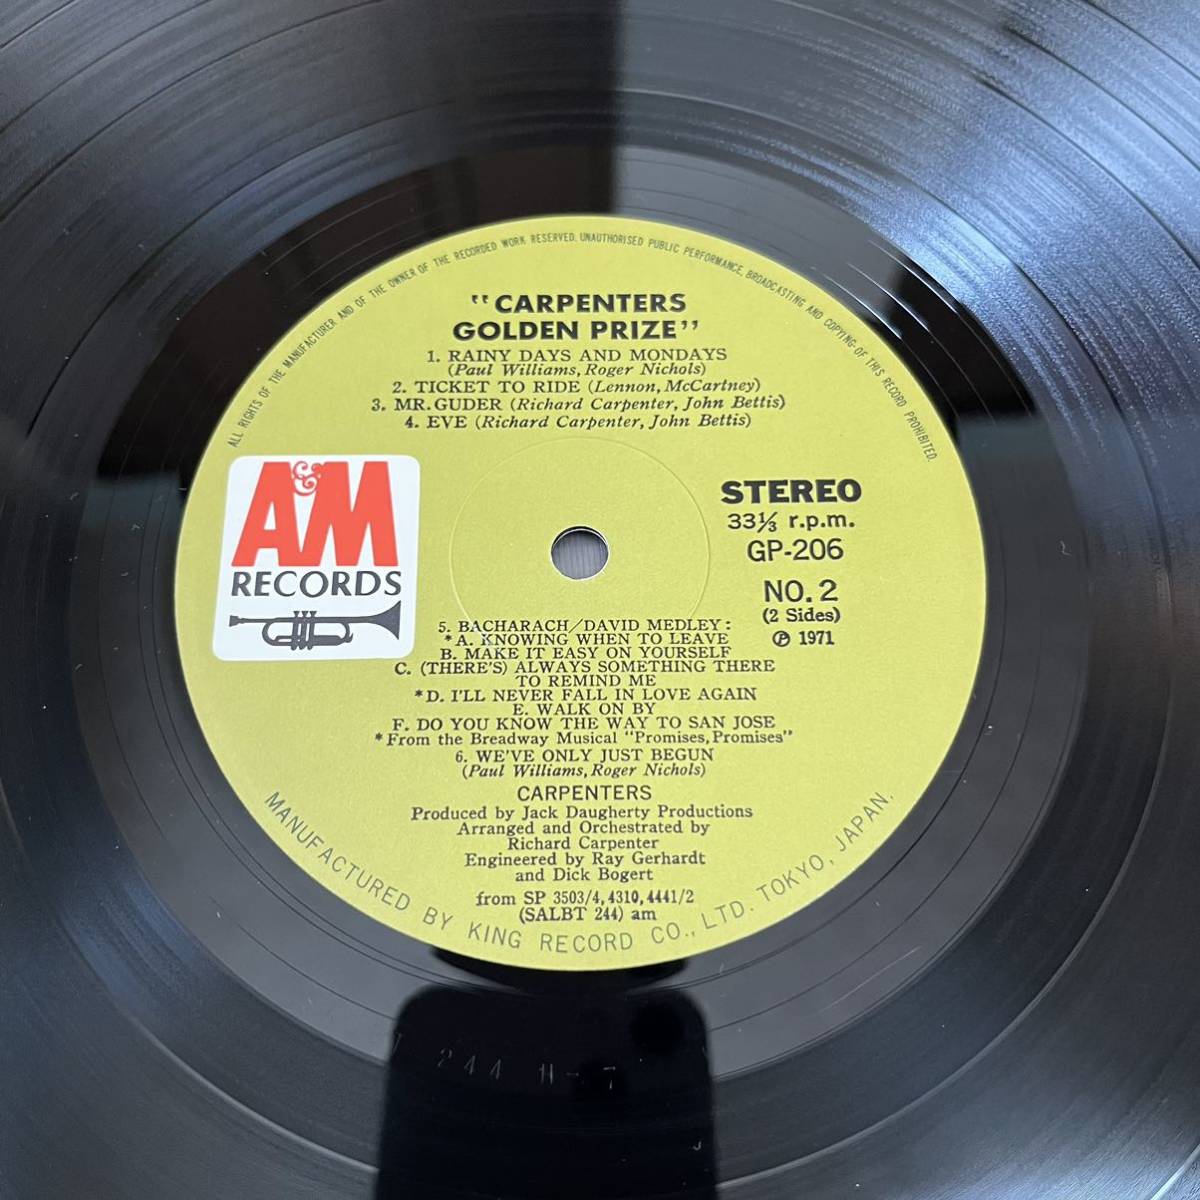 ALL RIGHTS OF THE MANUFACTURER AND OF THE OWNER OF THE RECORDED WORK RESERVED. UNAUTHORISED PUBLIC PERFORMANCE, BROADCASTING AND COPYING OF THIS RECORD PROHIBITED.
"CARPENTERS
GOLDEN PRIZE"
1. RAINY DAYS AND MONDAYS
(Paul Williams, Roger Nichols)
2. TICKET TO RIDE (Lennon, McCartney)
3. MR. GUDER (Richard Carpenter, John Bettis)
4. EVE (Richard Carpenter, John Bettis)
A&M
RECORDS
STEREO
33⅓ r.p.m.
GP-206
NO. 2
(2 Sides)
Ⓟ 1971
5. BACHARACH/DAVID MEDLEY:
*A. KNOWING WHEN TO LEAVE
B. MAKE IT EASY ON YOURSELF
C. (THERE'S) ALWAYS SOMETHING THERE
TO REMIND ME
*D. I'LL NEVER FALL IN LOVE AGAIN
E. WALK ON BY
F. DO YOU KNOW THE WAY TO SAN JOSE
*From the Breadway Musical "Promises, Promises"
6. WE'VE ONLY JUST BEGUN
(Paul Williams, Roger Nichols)
CARPENTERS
Produced by Jack Daugherty Productions
Arranged and Orchestrated by
Richard Carpenter
Engineered by Ray Gerhardt
and Dick Bogert
from SP 3503/4, 4310, 4441/2
(SALBT 244) am
MANUFACTURED BY KING RECORD CO., LTD. TOKYO, JAPAN.
244 H-7